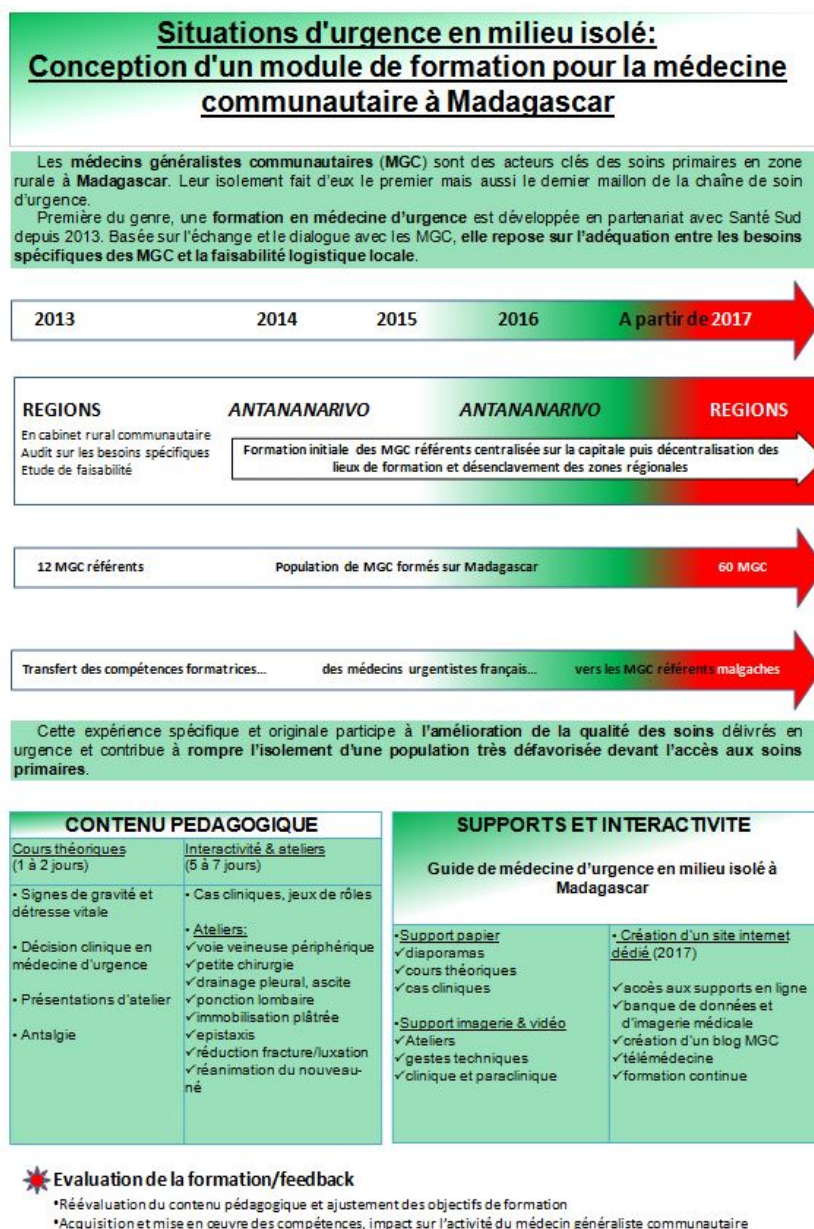 Situations d'urgence en milieu isolé:
Conception d'un module de formation pour la médecine
communautaire à Madagascar
Les médecins généralistes communautaires (MGC) sont des acteurs clés des soins primaires en zone
rurale à Madagascar. Leur isolement fait d'eux le premier mais aussi le dernier maillon de la chaîne de soin
d'urgence.
Première du genre, une formation en médecine d'urgence est développée en partenariat avec Santé Sud
depuis 2013. Basée sur l'échange et le dialogue avec les MGC, elle repose sur l'adéquation entre les besoins
spécifiques des MGC et la faisabilité logistique locale.
2013 2014 2015 2016 A partir de 2017
REGIONS ANTANANARIVO ANTANANARIVO REGIONS
En cabinet rural communautaire
Audit sur les besoins spécifiques
Etude de faisabilité
Formation initiale des MGC référents centralisée sur la capitale puis décentralisation des
lieux de formation et désenclavement des zones régionales
12 MGC référents Population de MGC formés sur Madagascar 60 MGC
Transfert des compétences formatrices... des médecins urgentistes français... vers les MGC référents malgaches
Cette expérience spécifique et originale participe à l'amélioration de la qualité des soins délivrés en
urgence et contribue à rompre l'isolement d'une population très défavorisée devant l'accès aux soins
primaires.
CONTENU PEDAGOGIQUE
Cours théoriques
(1 à 2 jours)
• Signes de gravité et
détresse vitale
• Décision clinique en
médecine d'urgence
• Présentations d'atelier
• Antalgie
Interactivité & ateliers
(5 à 7 jours)
• Cas cliniques, jeux de rôles
• Ateliers:
✓voie veineuse périphérique
✓petite chirurgie
✓drainage pleural, ascite
✓ponction lombaire
✓immobilisation plâtrée
✓epistaxis
✓réduction fracture/luxation
✓réanimation du nouveau-
né
SUPPORTS ET INTERACTIVITE
Guide de médecine d'urgence en milieu isolé à
Madagascar
•Support papier
✓diaporamas
✓cours théoriques
✓cas cliniques
•Support imagerie & vidéo
✓Ateliers
✓gestes techniques
✓clinique et paraclinique
• Création d'un site internet
dédié (2017)
✓accès aux supports en ligne
✓banque de données et
d'imagerie médicale
✓création d'un blog MGC
✓télémédecine
✓formation continue
Evaluation de la formation/feedback
•Réévaluation du contenu pédagogique et ajustement des objectifs de formation
•Acquisition et mise en œuvre des compétences, impact sur l'activité du médecin généraliste communautaire